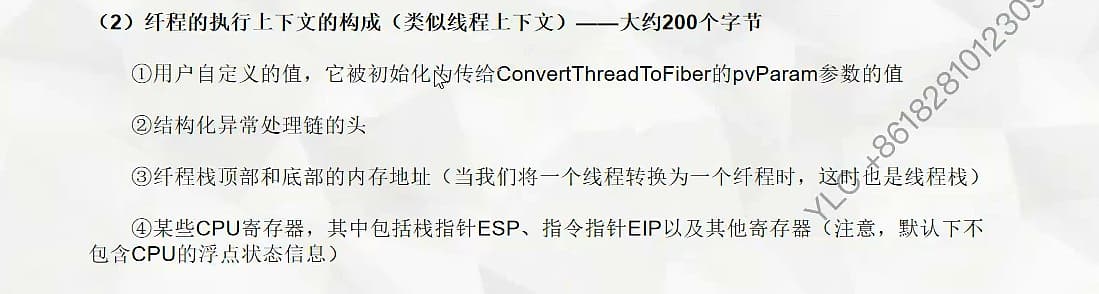 （2）纤程的执行上下文的构成（类似线程上下文）——大约200个字节
①用户自定义的值，它被初始化为传给ConvertThreadToFiber的pvParam参数的值
②结构化异常处理链的头
③纤程栈顶部和底部的内存地址（当我们将一个线程转换为一个纤程时，这时也是线程栈）
④某些CPU寄存器，其中包括栈指针ESP、指令指针EIP以及其他寄存器（注意，默认下不
包含CPU的浮点状态信息）
YLC +861828101230